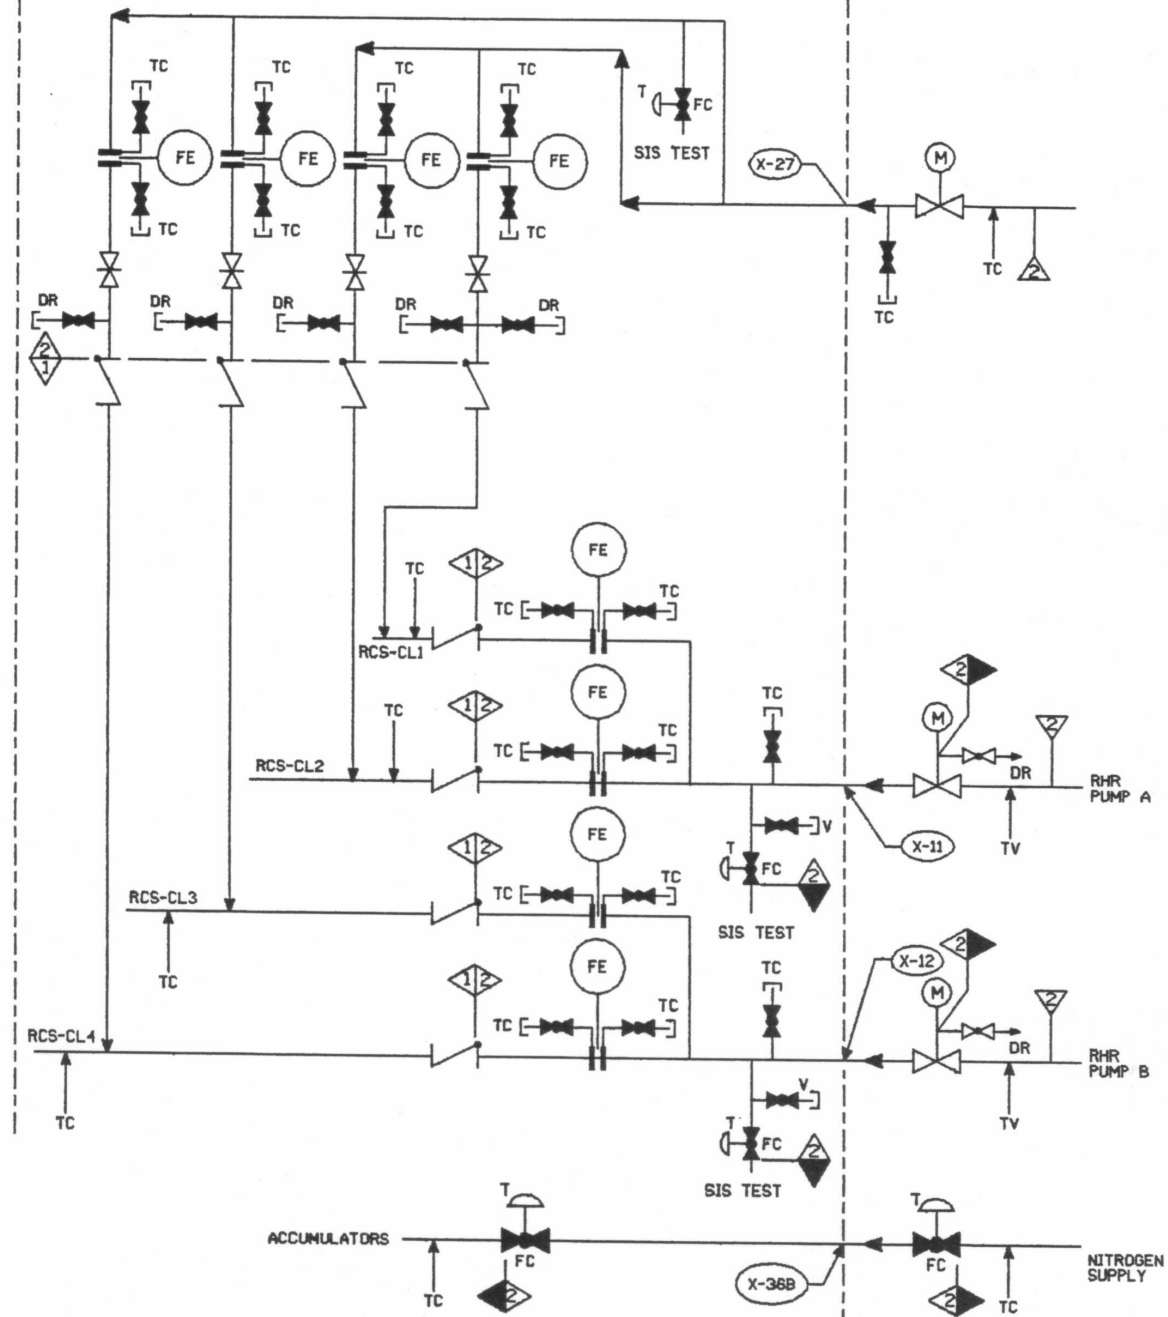 TC
TC
TC
TC
T
FC
FE
FE
FE
FE
SIS TEST
M
X-27
TC
TC
TC
TC
TC
2
TC
DR
DR
DR
DR
DR
2
1
FE
1 2
TC
TC
TC
RCS-CL1
2
FE
M
2
1 2
TC
TC
TC
TC
RCS-CL2
DR
RHR
PUMP A
FE
V
X-11
TV
1 2
T
FC
2
TC
TC
RCS-CL3
SIS TEST
X-12
2
TC
FE
TC
1 2
M
2
TC
TC
RCS-CL4
DR
RHR
PUMP B
V
TC
T
FC
2
TV
SIS TEST
T
T
ACCUMULATORS
FC
FC
NITROGEN
SUPPLY
X-36B
TC
2
2
TC